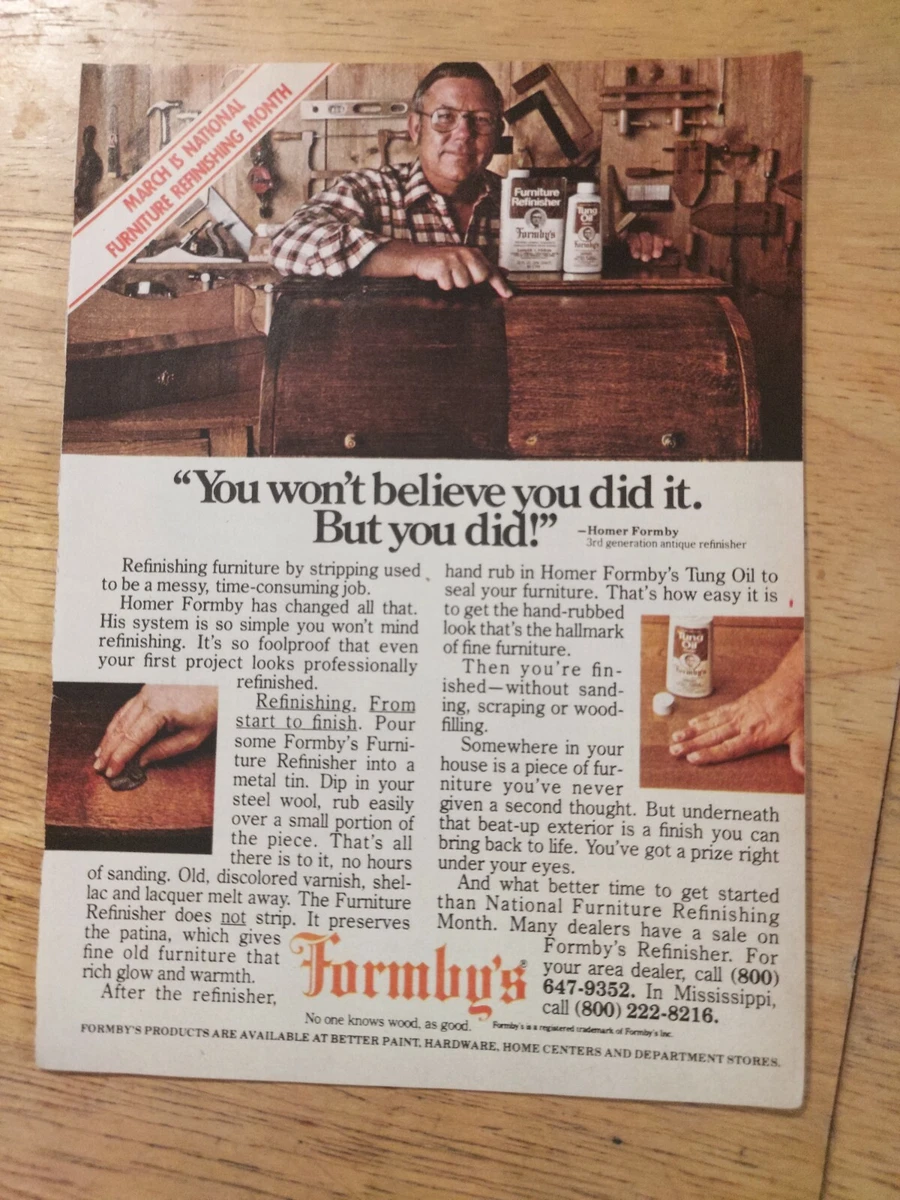 MARCH IS NATIONAL
FURNITURE REFINISHING MONTH
Furniture
Refinisher
Formby's
Tung
Oil
Formby's
“You won't believe you did it.
But you did!”
–Homer Formby
3rd generation antique refinisher
Refinishing furniture by stripping used
to be a messy, time-consuming job.
Homer Formby has changed all that.
His system is so simple you won't mind
refinishing. It's so foolproof that even
your first project looks professionally
refinished.
Refinishing. From
start to finish. Pour
some Formby's Furni-
ture Refinisher into a
metal tin. Dip in your
steel wool, rub easily
over a small portion of
the piece. That's all
there is to it, no hours
of sanding. Old, discolored varnish, shel-
lac and lacquer melt away. The Furniture
Refinisher does not strip. It preserves
the patina, which gives
fine old furniture that
rich glow and warmth.
After the refinisher,
hand rub in Homer Formby's Tung Oil to
seal your furniture. That's how easy it is
to get the hand-rubbed
look that's the hallmark
of fine furniture.
Then you're fin-
ished—without sand-
ing, scraping or wood-
filling.
Somewhere in your
house is a piece of fur-
niture you've never
given a second thought. But underneath
that beat-up exterior is a finish you can
bring back to life. You've got a prize right
under your eyes.
And what better time to get started
than National Furniture Refinishing
Month. Many dealers have a sale on
Formby's Refinisher. For
your area dealer, call (800)
647-9352. In Mississippi,
call (800) 222-8216.
Tung
Oil
Formby's
Formby's®
No one knows wood, as good.
Formby's is a registered trademark of Formby's Inc.
FORMBY'S PRODUCTS ARE AVAILABLE AT BETTER PAINT, HARDWARE, HOME CENTERS AND DEPARTMENT STORES.